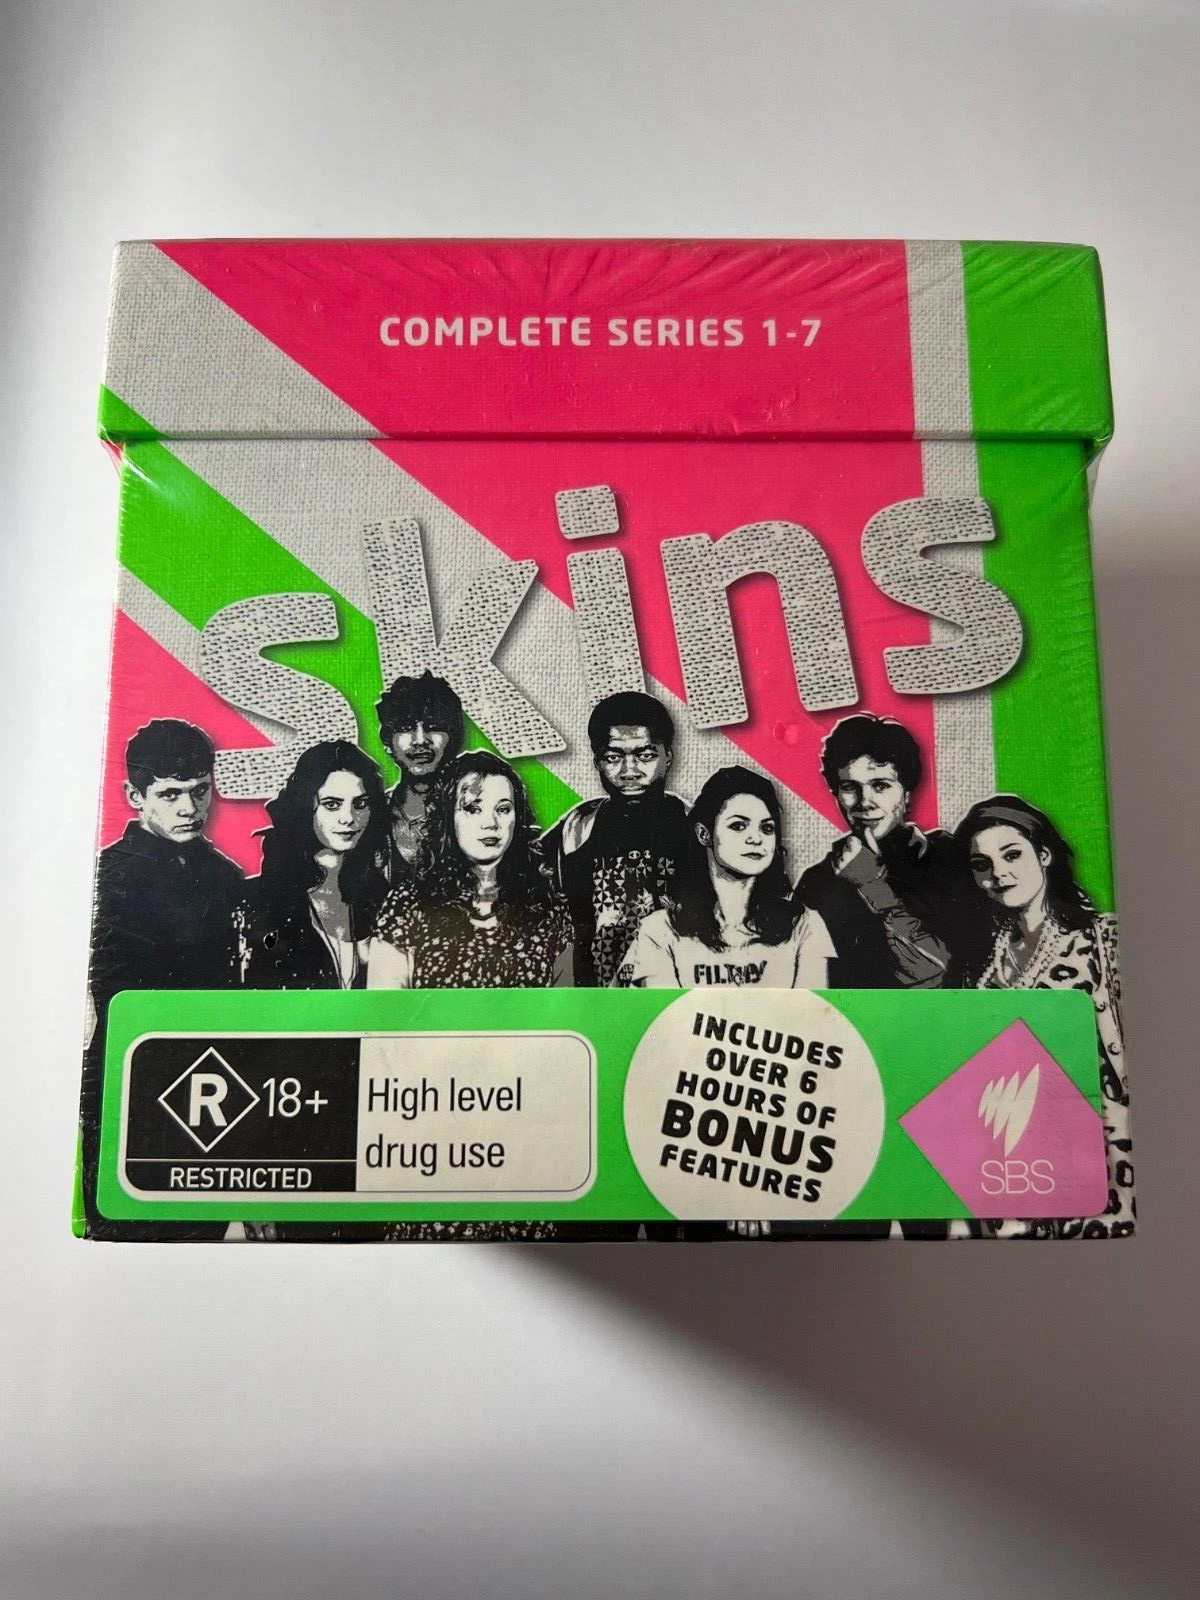 COMPLETE SERIES 1-7
skins
FILTHY
R 18+
RESTRICTED
High level
drug use
INCLUDES
OVER 6
HOURS OF
BONUS
FEATURES
SBS